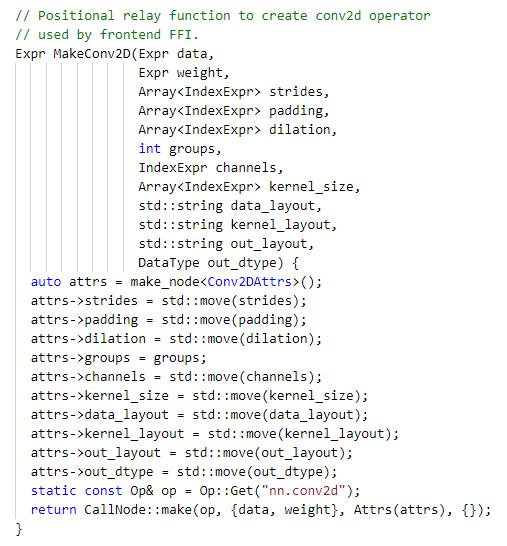 // Positional relay function to create conv2d operator
// used by frontend FFI.
Expr MakeConv2D(Expr data,
                Expr weight,
                Array<IndexExpr> strides,
                Array<IndexExpr> padding,
                Array<IndexExpr> dilation,
                int groups,
                IndexExpr channels,
                Array<IndexExpr> kernel_size,
                std::string data_layout,
                std::string kernel_layout,
                std::string out_layout,
                DataType out_dtype) {
  auto attrs = make_node<Conv2DAttrs>();
  attrs->strides = std::move(strides);
  attrs->padding = std::move(padding);
  attrs->dilation = std::move(dilation);
  attrs->groups = groups;
  attrs->channels = std::move(channels);
  attrs->kernel_size = std::move(kernel_size);
  attrs->data_layout = std::move(data_layout);
  attrs->kernel_layout = std::move(kernel_layout);
  attrs->out_layout = std::move(out_layout);
  attrs->out_dtype = std::move(out_dtype);
  static const Op& op = Op::Get("nn.conv2d");
  return CallNode::make(op, {data, weight}, Attrs(attrs), {});
}